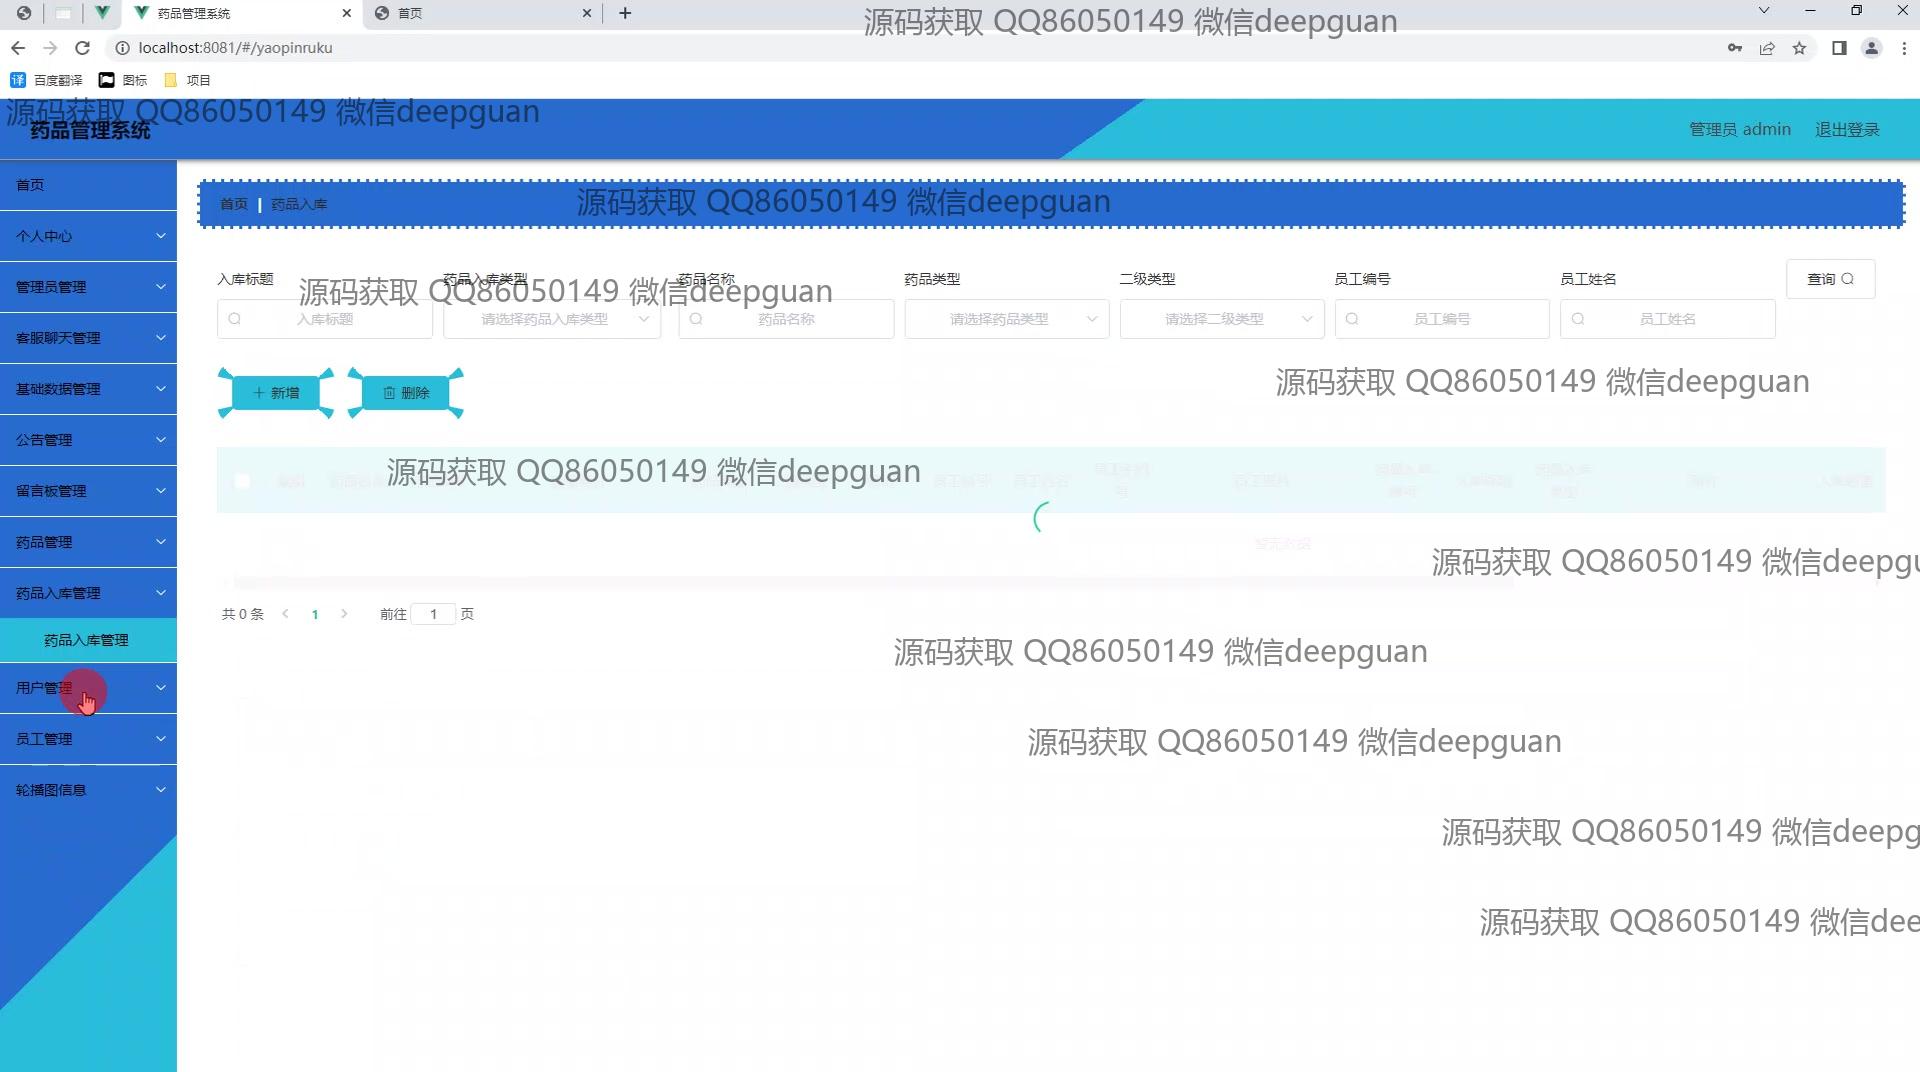 药品管理系统
首页
源码获取 QQ86050149 微信deepguan
localhost:8081/#/yaopinruku
百度翻译
图标
项目
源码获取 QQ86050149 微信deepguan
药品管理系统
管理员 admin
退出登录
首页
个人中心
管理员管理
客服聊天管理
基础数据管理
公告管理
留言板管理
药品管理
药品入库管理
药品入库管理
用户管理
员工管理
轮播图信息
首页 | 药品入库
源码获取 QQ86050149 微信deepguan
入库标题
药品入库类型
药品名称
药品类型
二级类型
员工编号
员工姓名
查询
源码获取 QQ86050149 微信deepguan
入库标题
请选择药品入库类型
药品名称
请选择药品类型
请选择二级类型
员工编号
员工姓名
新增
删除
源码获取 QQ86050149 微信deepguan
源码获取 QQ86050149 微信deepguan
暂无数据
源码获取 QQ86050149 微信deepgu
共 0 条
1
前往 1 页
源码获取 QQ86050149 微信deepguan
源码获取 QQ86050149 微信deepguan
源码获取 QQ86050149 微信deepg
源码获取 QQ86050149 微信dee